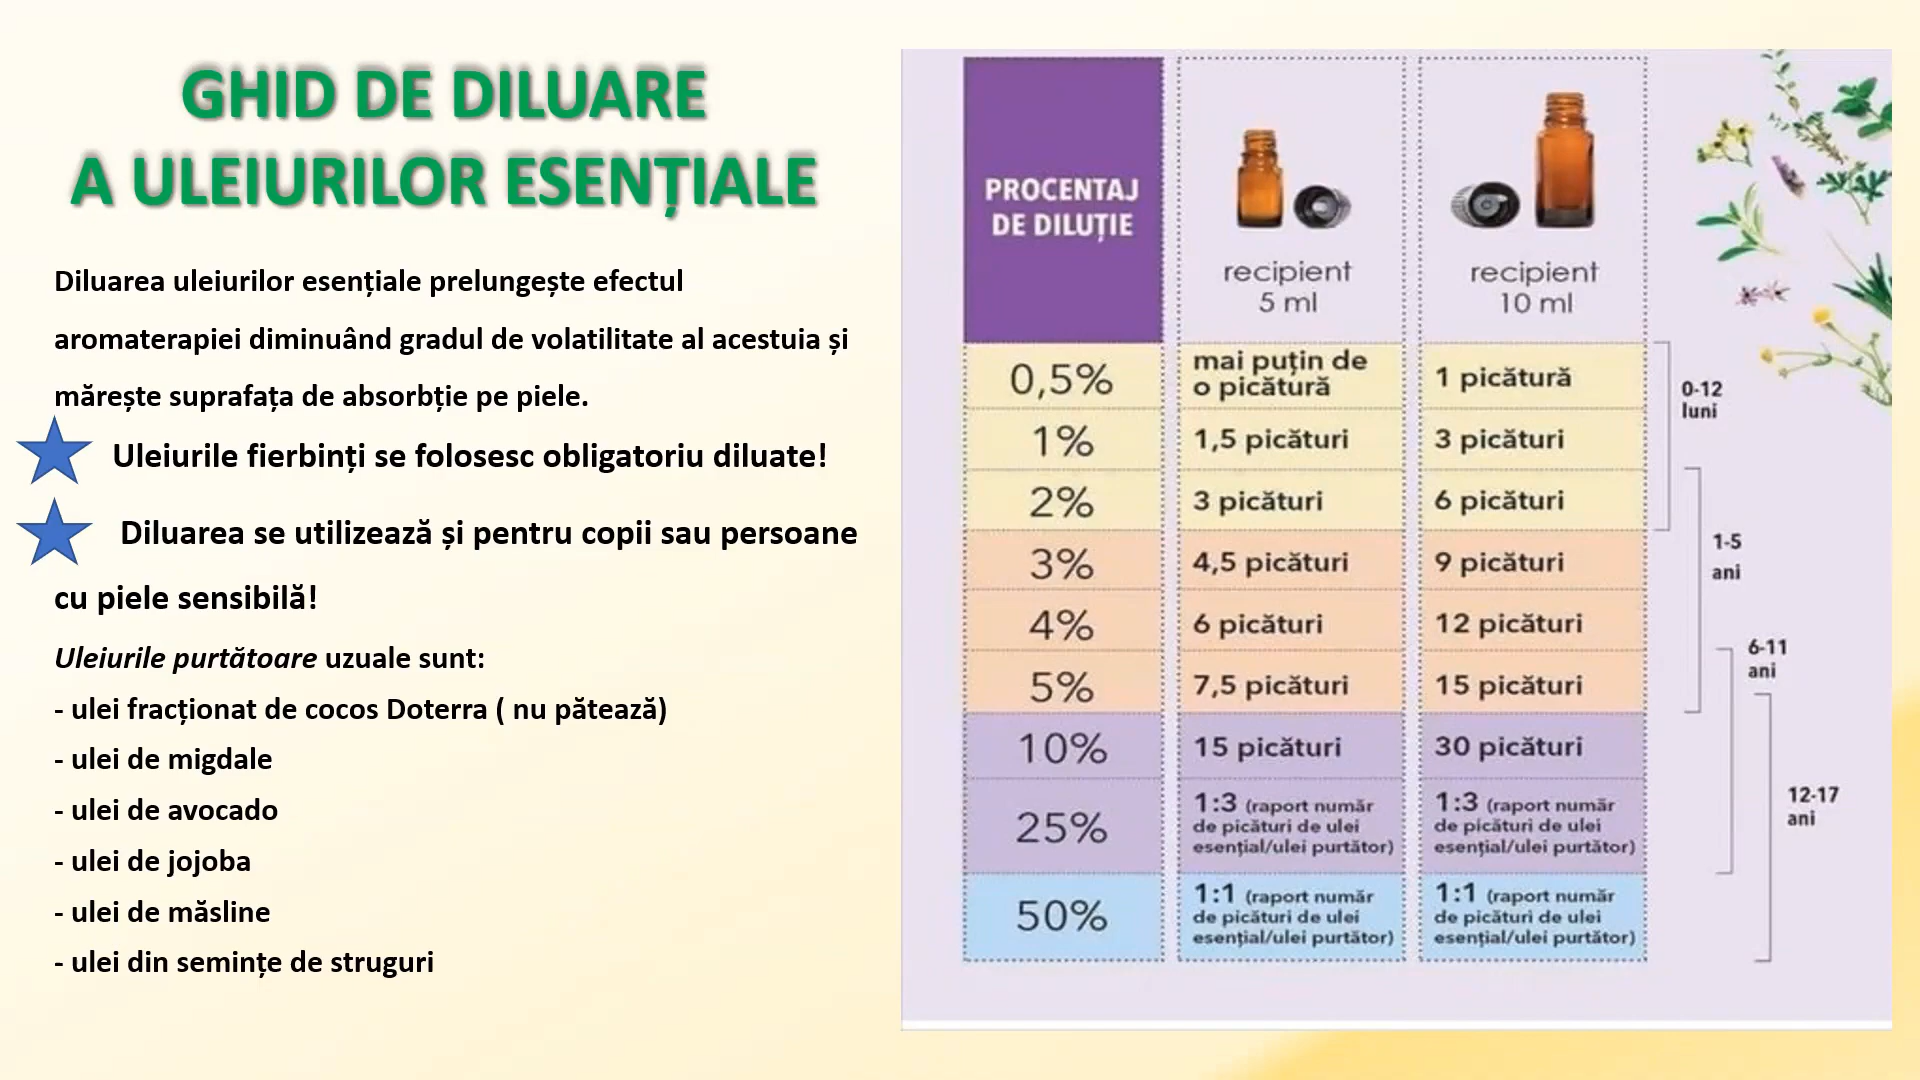 GHID DE DILUARE
A ULEIURILOR ESENȚIALE
Diluarea uleiurilor esențiale prelungește efectul
aromaterapiei diminuând gradul de volatilitate al acestuia și
mărește suprafața de absorbție pe piele.
Uleiurile fierbinți se folosesc obligatoriu diluate!
Diluarea se utilizează și pentru copii sau persoane
cu piele sensibilă!
Uleiurile purtătoare uzuale sunt:
- ulei fracționat de cocos Doterra ( nu pătează)
- ulei de migdale
- ulei de avocado
- ulei de jojoba
- ulei de măsline
- ulei din semințe de struguri
PROCENTAJ
DE DILUȚIE
recipient
5 ml
recipient
10 ml
0,5%
mai puțin de
o picătură
1 picătură
1%
1,5 picături
3 picături
2%
3 picături
6 picături
3%
4,5 picături
9 picături
4%
6 picături
12 picături
5%
7,5 picături
15 picături
10%
15 picături
30 picături
25%
1:3 (raport număr
de picături de ulei
esențial/ulei purtător)
1:3 (raport număr
de picături de ulei
esențial/ulei purtător)
50%
1:1 (raport număr
de picături de ulei
esențial/ulei purtător)
1:1 (raport număr
de picături de ulei
esențial/ulei purtător)
0-12
luni
1-5
ani
6-11
ani
12-17
ani